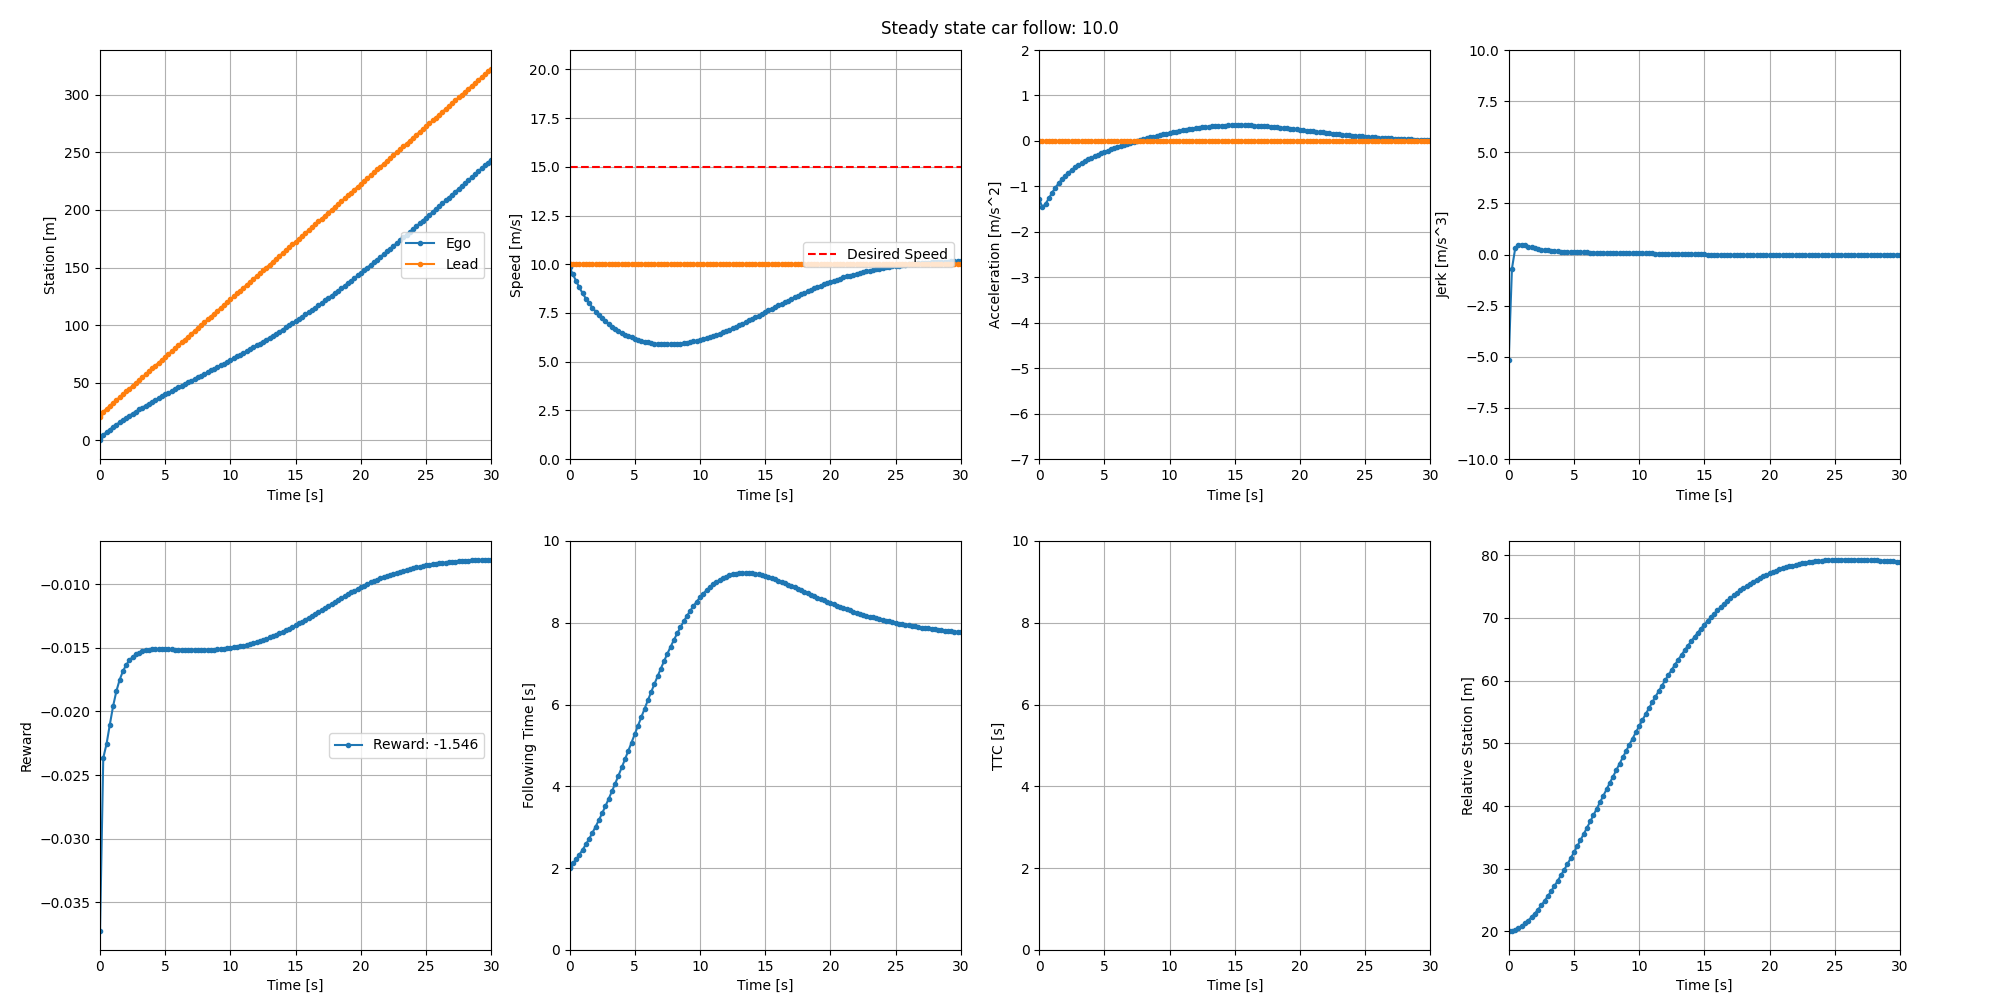 Steady state car follow: 10.0
Station [m]
300
250
200
150
100
50
0
0 5 10 15 20 25 30
Time [s]
Ego
Lead
Speed [m/s]
20.0
17.5
15.0
12.5
10.0
7.5
5.0
2.5
0.0
0 5 10 15 20 25 30
Time [s]
Desired Speed
Acceleration [m/s^2]
2
1
0
−1
−2
−3
−4
−5
−6
−7
0 5 10 15 20 25 30
Time [s]
Jerk [m/s^3]
10.0
7.5
5.0
2.5
0.0
−2.5
−5.0
−7.5
−10.0
0 5 10 15 20 25 30
Time [s]
Reward
−0.010
−0.015
−0.020
−0.025
−0.030
−0.035
0 5 10 15 20 25 30
Time [s]
Reward: -1.546
Following Time [s]
10
8
6
4
2
0
0 5 10 15 20 25 30
Time [s]
TTC [s]
10
8
6
4
2
0
0 5 10 15 20 25 30
Time [s]
Relative Station [m]
80
70
60
50
40
30
20
0 5 10 15 20 25 30
Time [s]